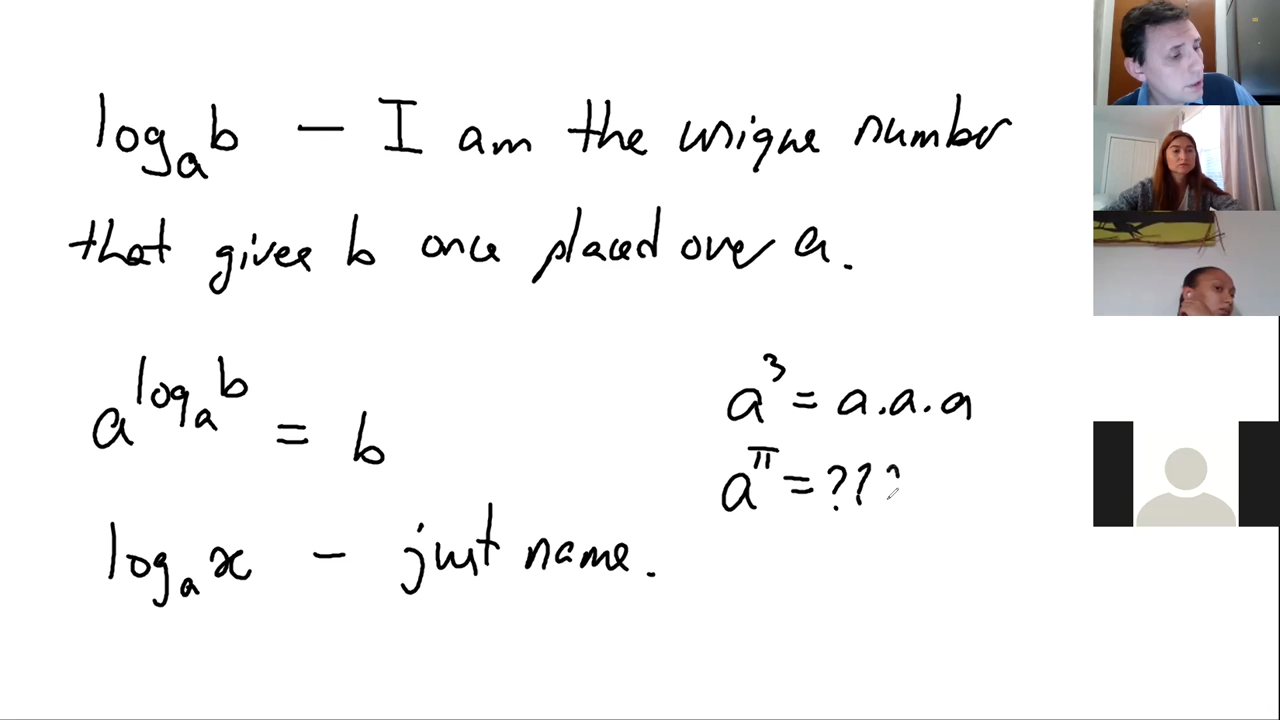 log_a b — I am the unique number
that gives b once placed over a.
a^{log_a b} = b
a^3 = a.a.a
a^π = ???
log_a x — just name.